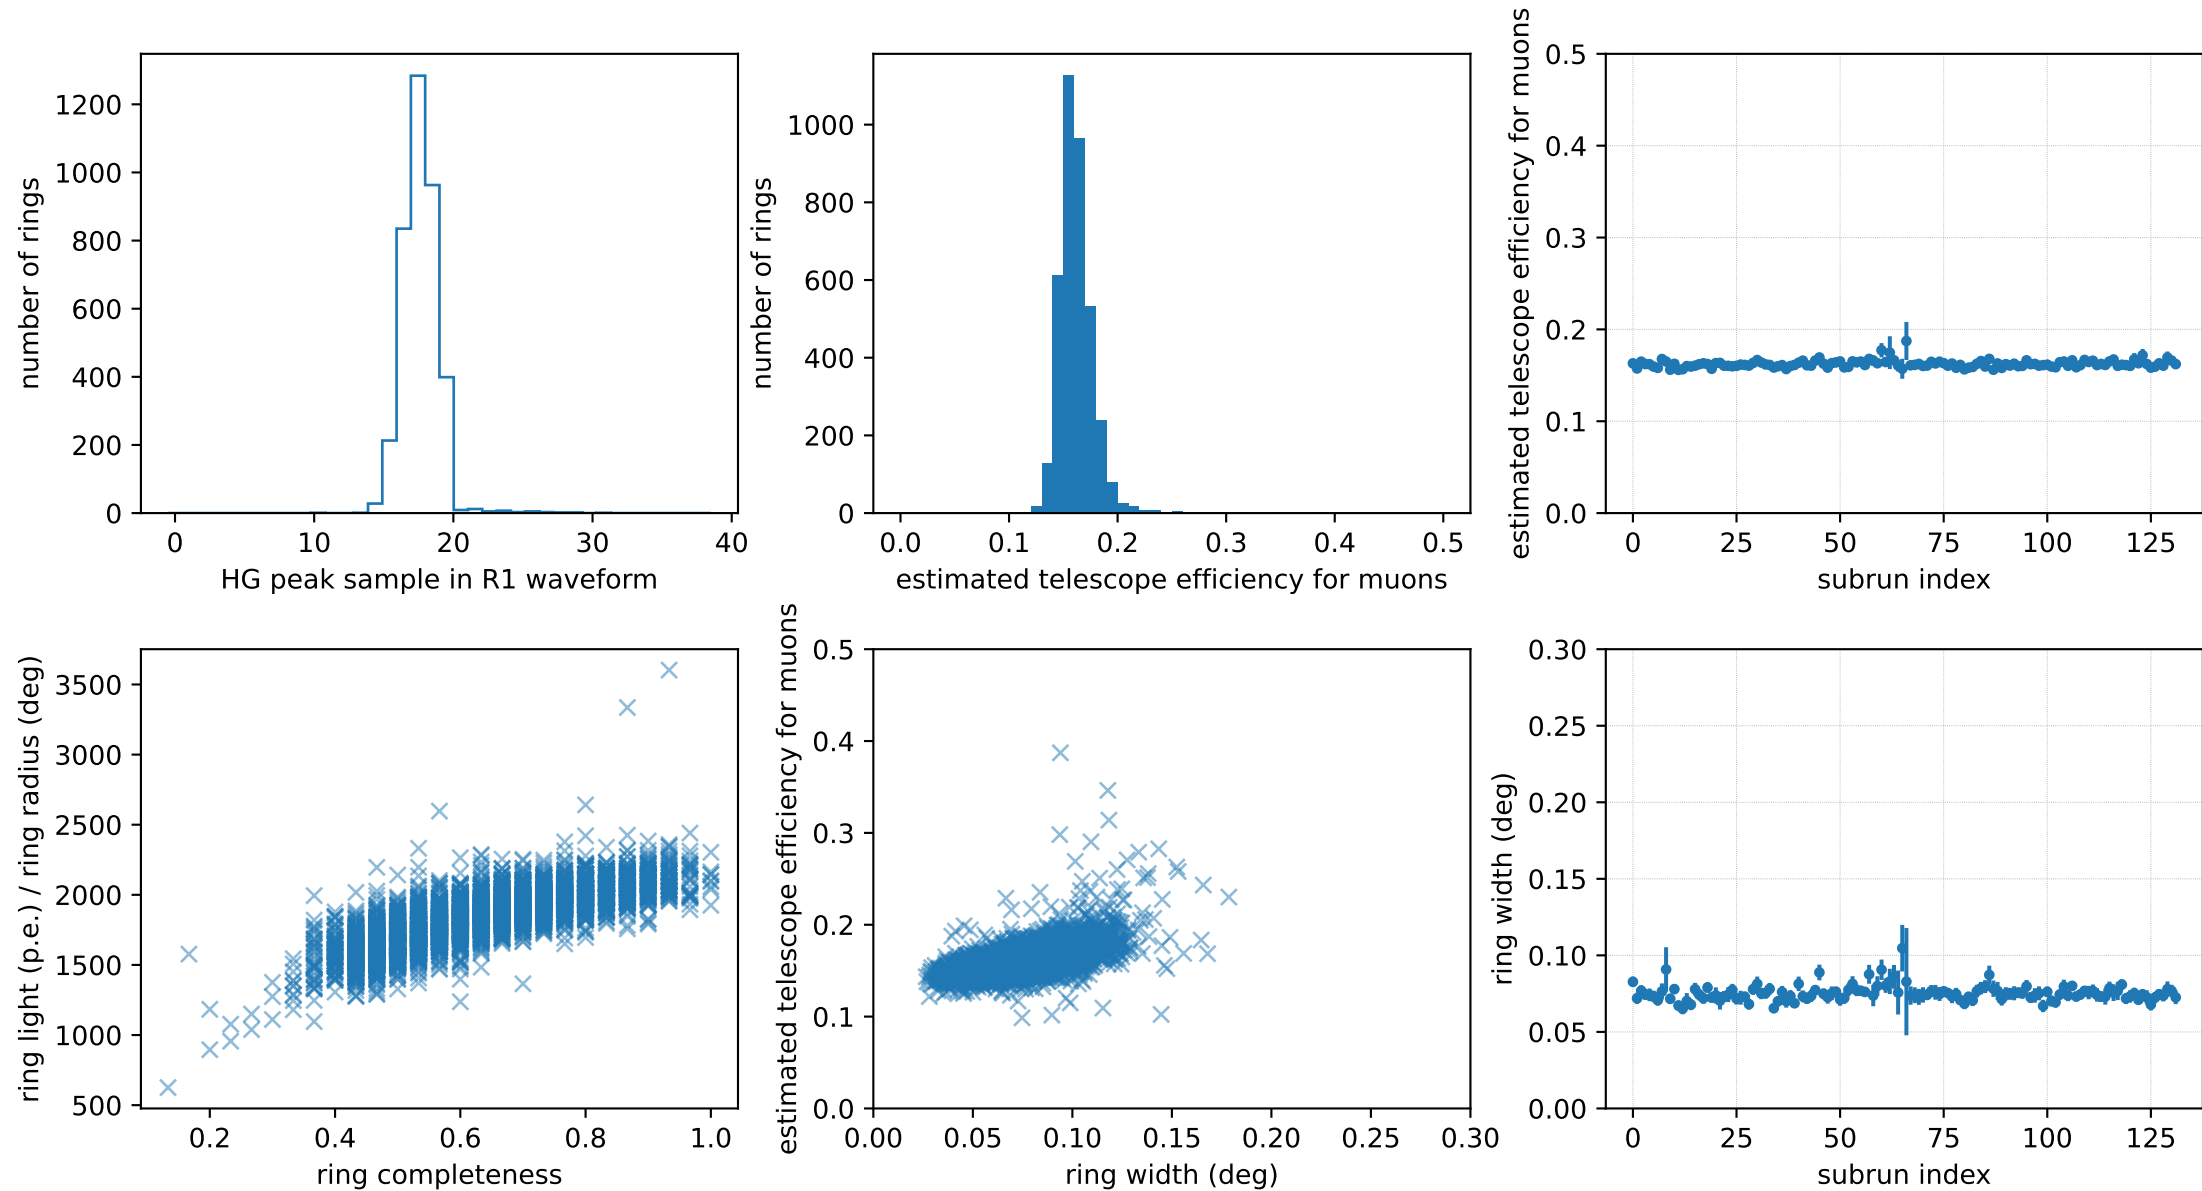 number of rings
1200
1000
800
600
400
200
0
0 10 20 30 40
HG peak sample in R1 waveform
number of rings
1000
800
600
400
200
0
0.0 0.1 0.2 0.3 0.4 0.5
estimated telescope efficiency for muons
estimated telescope efficiency for muons
0.5
0.4
0.3
0.2
0.1
0.0
0 25 50 75 100 125
subrun index
ring light (p.e.) / ring radius (deg)
3500
3000
2500
2000
1500
1000
500
0.2 0.4 0.6 0.8 1.0
ring completeness
estimated telescope efficiency for muons
0.5
0.4
0.3
0.2
0.1
0.0
0.00 0.05 0.10 0.15 0.20 0.25 0.30
ring width (deg)
ring width (deg)
0.30
0.25
0.20
0.15
0.10
0.05
0.00
0 25 50 75 100 125
subrun index